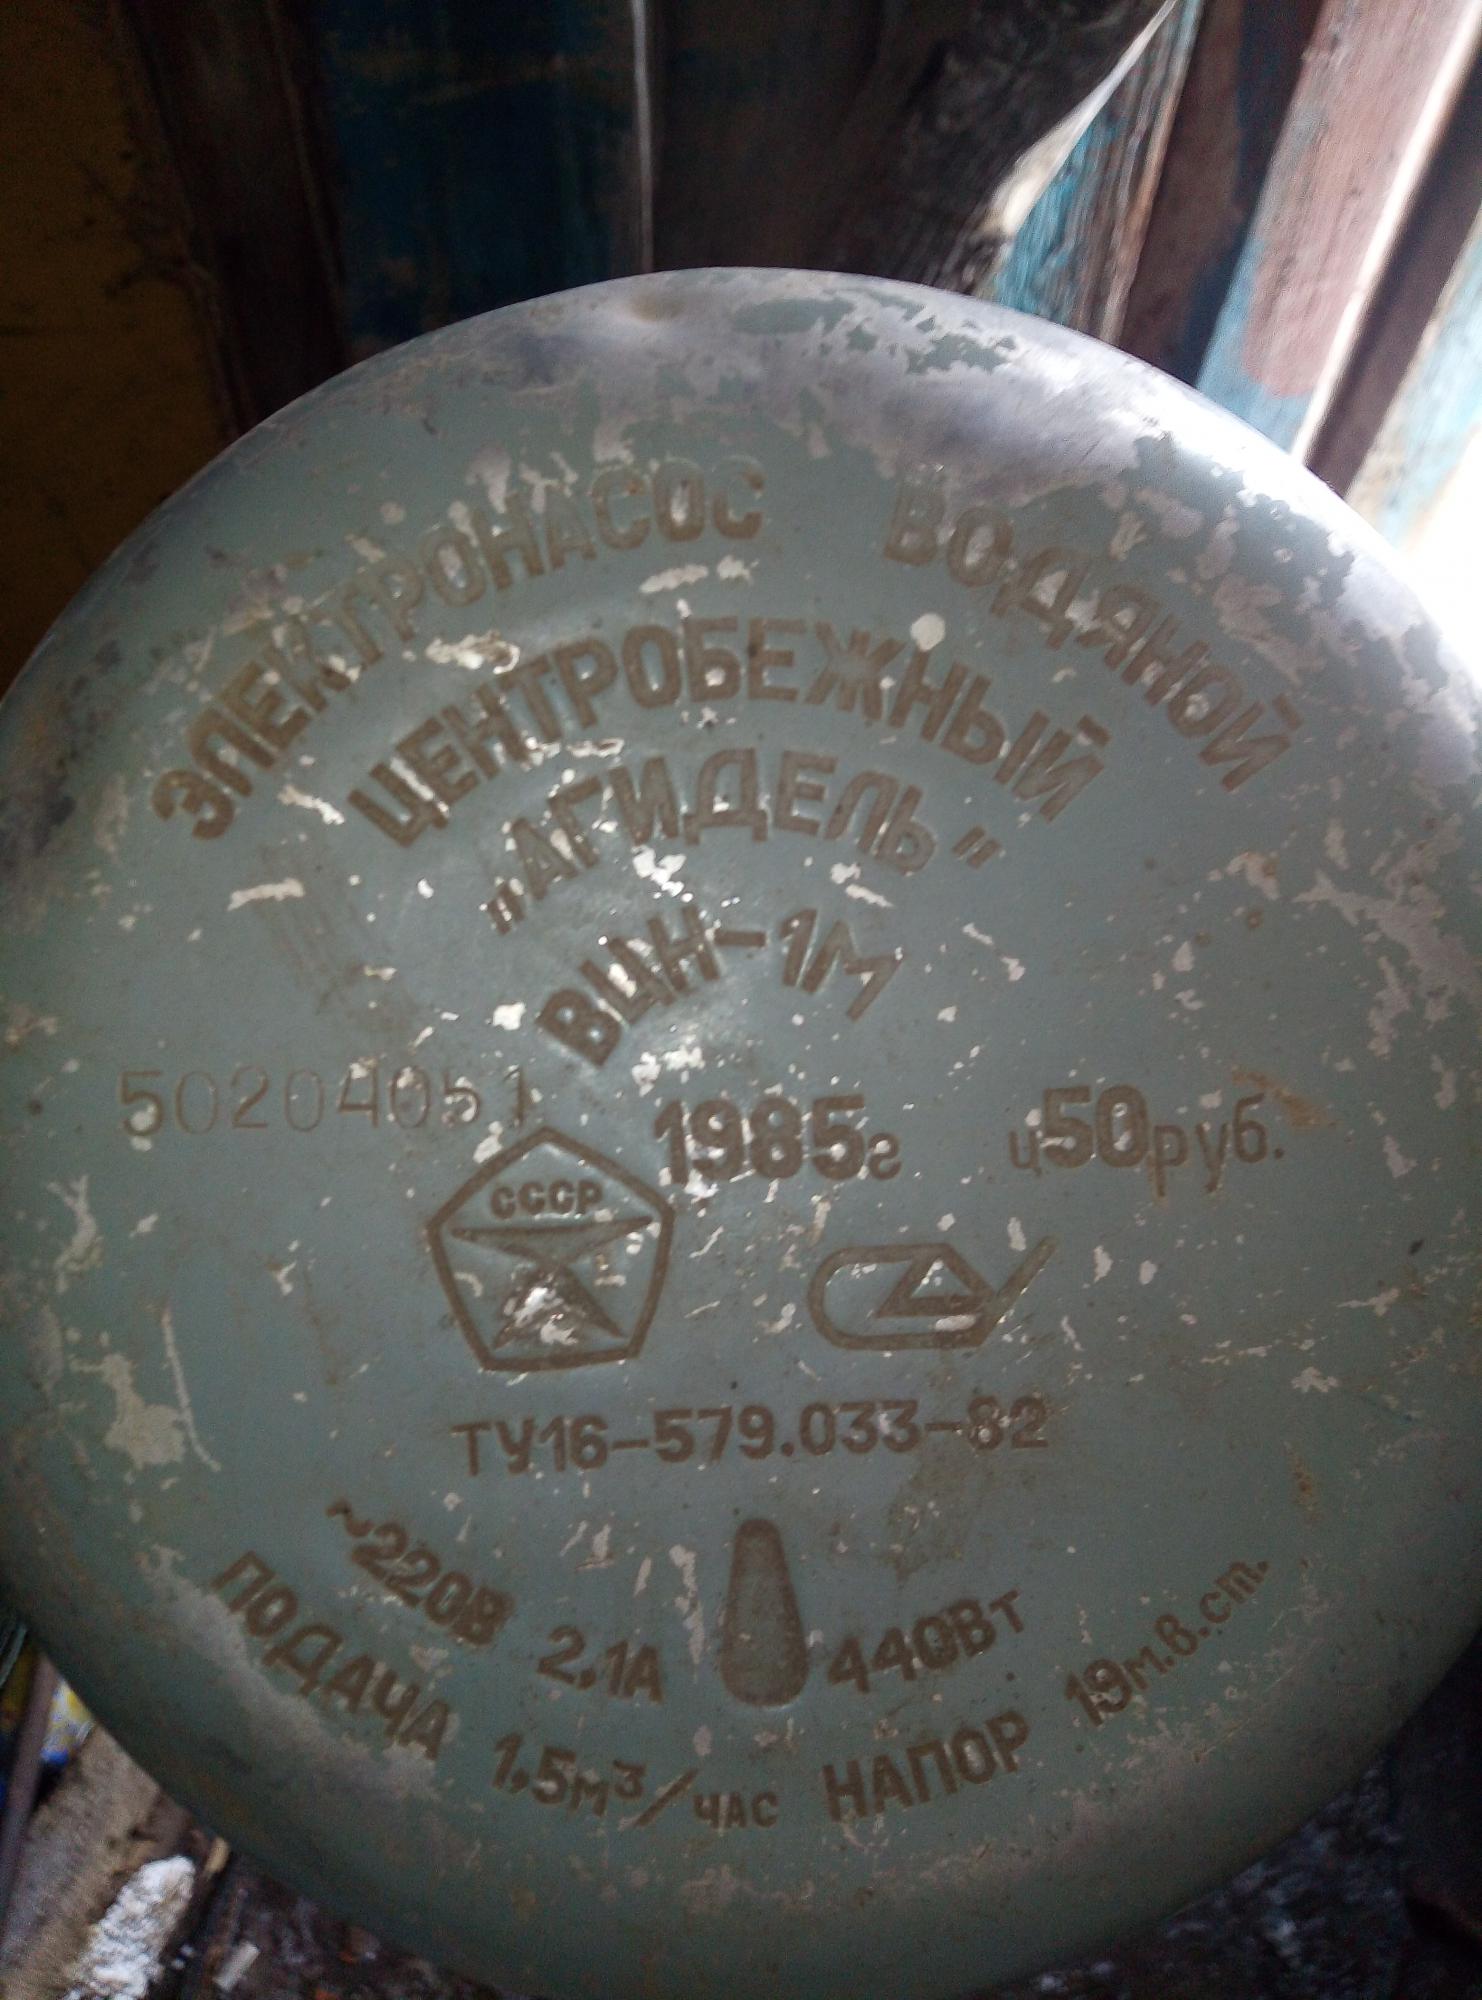 ЭЛЕКТРОНАСОС ВОДЯНОЙ
ЦЕНТРОБЕЖНЫЙ
„АГИДЕЛЬ"
ВЦН-1М
50204051 1985г ц50руб.
СССР
ТУ16-579.033-82
~220В 2,1А 440Вт
ПОДАЧА 1,5м³/час НАПОР 19м.в.ст.